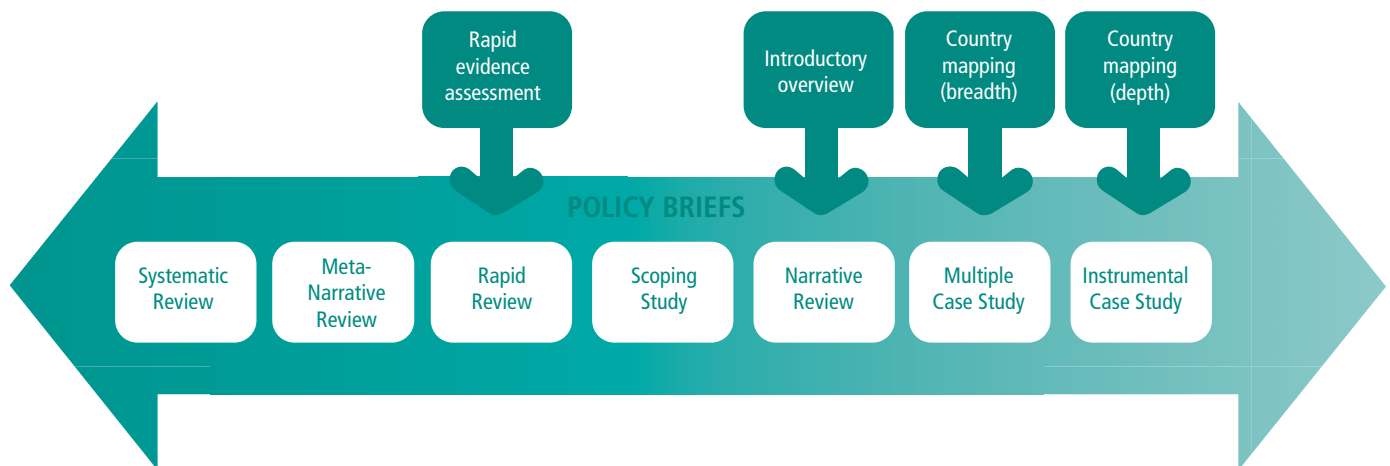 Rapid
evidence
assessment
Introductory
overview
Country
mapping
(breadth)
Country
mapping
(depth)
POLICY BRIEFS
Systematic
Review
Meta-
Narrative
Review
Rapid
Review
Scoping
Study
Narrative
Review
Multiple
Case Study
Instrumental
Case Study